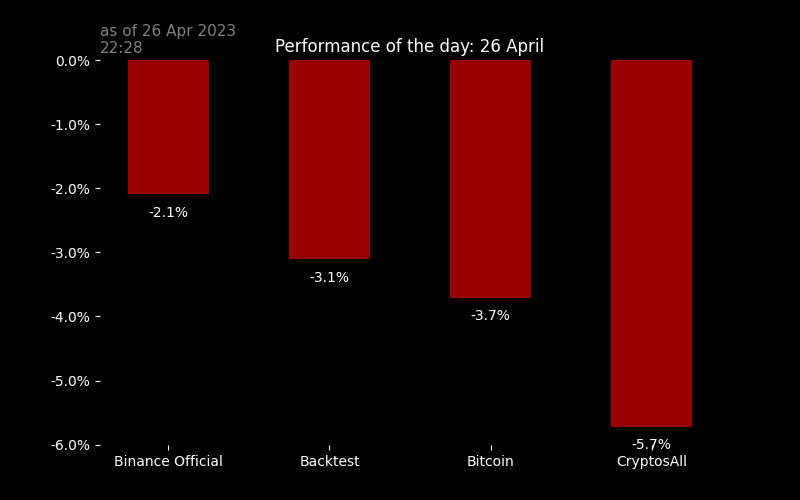 as of 26 Apr 2023
22:28
Performance of the day: 26 April
0.0%
-1.0%
-2.0%
-3.0%
-4.0%
-5.0%
-6.0%
-2.1%
-3.1%
-3.7%
-5.7%
Binance Official
Backtest
Bitcoin
CryptosAll